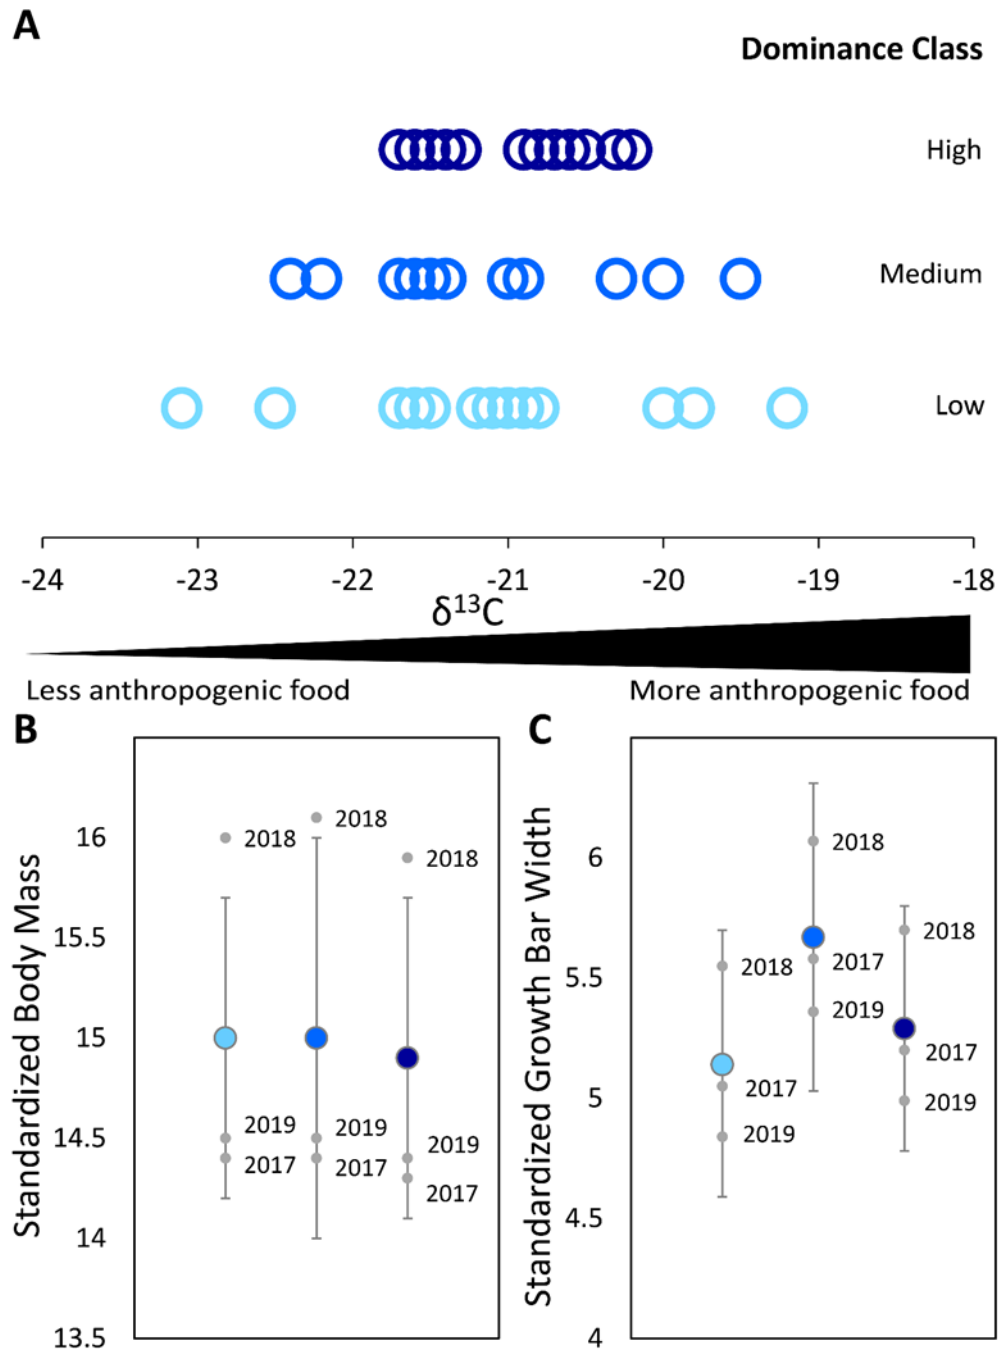 A
Dominance Class
High
Medium
Low
-24 -23 -22 -21 -20 -19 -18
δ¹³C
Less anthropogenic food More anthropogenic food
B
Standardized Body Mass
16
15.5
15
14.5
14
13.5
2018
2019
2017
2018
2019
2017
2018
2019
2017
C
Standardized Growth Bar Width
6
5.5
5
4.5
4
2018
2017
2019
2018
2017
2019
2018
2017
2019